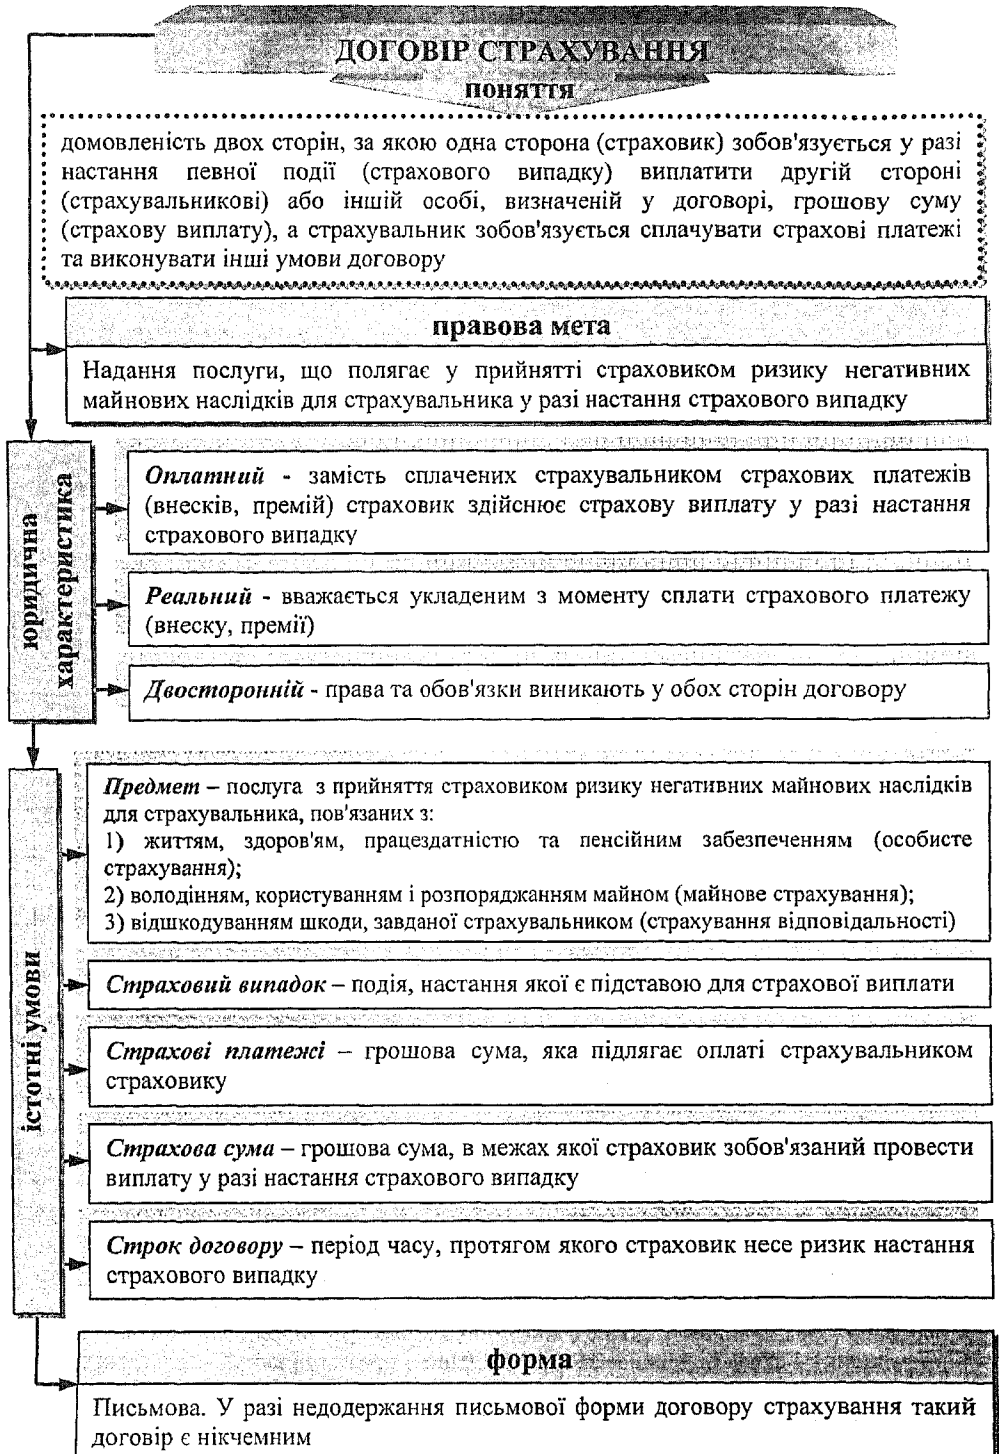 ДОГОВІР СТРАХУВАННЯ
поняття
домовленість двох сторін, за якою одна сторона (страховик) зобов'язується у разі
настання певної події (страхового випадку) виплатити другій стороні
(страхувальникові) або іншій особі, визначеній у договорі, грошову суму
(страхову виплату), а страхувальник зобов'язується сплачувати страхові платежі
та виконувати інші умови договору
правова мета
Надання послуги, що полягає у прийнятті страховиком ризику негативних
майнових наслідків для страхувальника у разі настання страхового випадку
юридична
характеристика
Оплатний - замість сплачених страхувальником страхових платежів
(внесків, премій) страховик здійснює страхову виплату у разі настання
страхового випадку
Реальний - вважається укладеним з моменту сплати страхового платежу
(внеску, премії)
Двосторонній - права та обов'язки виникають у обох сторін договору
істотні умови
Предмет – послуга з прийняття страховиком ризику негативних майнових наслідків
для страхувальника, пов'язаних з:
1) життям, здоров'ям, працездатністю та пенсійним забезпеченням (особисте
страхування);
2) володінням, користуванням і розпоряджанням майном (майнове страхування);
3) відшкодуванням шкоди, завданої страхувальником (страхування відповідальності)
Страховий випадок – подія, настання якої є підставою для страхової виплати
Страхові платежі – грошова сума, яка підлягає оплаті страхувальником
страховику
Страхова сума – грошова сума, в межах якої страховик зобов'язаний провести
виплату у разі настання страхового випадку
Строк договору – період часу, протягом якого страховик несе ризик настання
страхового випадку
форма
Письмова. У разі недодержання письмової форми договору страхування такий
договір є нікчемним